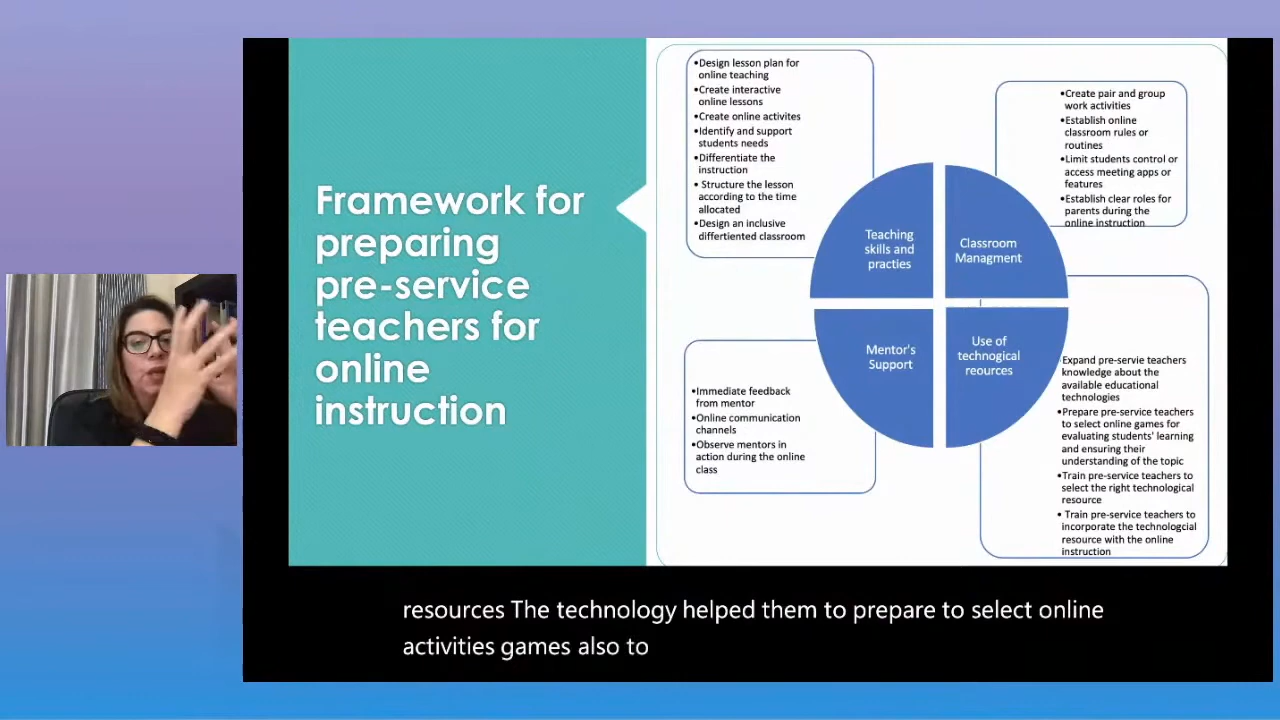 Framework for
preparing
pre-service
teachers for
online
instruction
•Design lesson plan for
online teaching
•Create interactive
online lessons
•Create online activites
•Identify and support
students needs
•Differentiate the
instruction
• Structure the lesson
according to the time
allocated
•Design an inclusive
differtiented classroom
•Create pair and group
work activities
•Establish online
classroom rules or
routines
•Limit students control or
access meeting apps or
features
•Establish clear roles for
parents during the
online instruction
Teaching
skills and
practies
Classroom
Managment
Mentor's
Support
Use of
technogical
resources
•Immediate feedback
from mentor
•Online communication
channels
•Observe mentors in
action during the online
class
Expand pre-servie teachers
knowledge about the
available educational
technologies
•Prepare pre-service teachers
to select online games for
evaluating students' learning
and ensuring their
understanding of the topic
•Train pre-service teachers to
select the right technological
resource
• Train pre-service teachers to
incorporate the technologcial
resource with the online
instruction
resources The technology helped them to prepare to select online
activities games also to